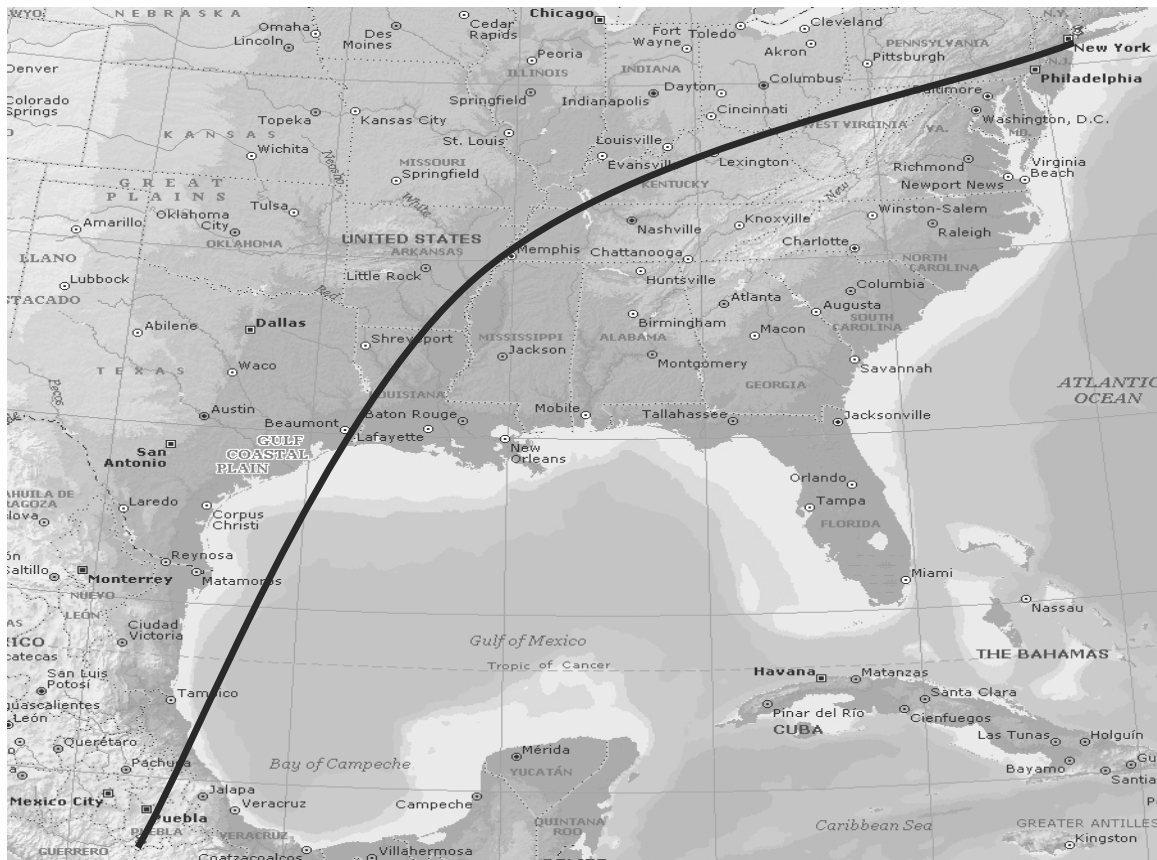 WYO.
NEBRASKA
Omaha
Lincoln
Des
Moines
Cedar
Rapids
Chicago
Peoria
ILLINOIS
Fort
Wayne
Toledo
Cleveland
Akron
PENNSYLVANIA
Pittsburgh
N.Y.
New York
N.J.
Philadelphia
Denver
Colorado
Springs
Topeka
Kansas City
KANSAS
Wichita
Neosho
Springfield
St. Louis
INDIANA
Indianapolis
Dayton
Columbus
Cincinnati
Baltimore
Washington, D.C.
MD.
WEST VIRGINIA
VA.
Louisville
Evansville
Lexington
KENTUCKY
MISSOURI
Springfield
White
Richmond
Newport News
Virginia
Beach
GREAT
PLAINS
Tulsa
Oklahoma
City
OKLAHOMA
Amarillo
UNITED STATES
ARKANSAS
Little Rock
Memphis
Nashville
Knoxville
New
Winston-Salem
Raleigh
Charlotte
NORTH
CAROLINA
Chattanooga
Huntsville
LLANO
Lubbock
STACADO
Red
Abilene
Dallas
Shreveport
MISSISSIPPI
Jackson
Birmingham
ALABAMA
Montgomery
Atlanta
Macon
Augusta
Columbia
SOUTH
CAROLINA
GEORGIA
Savannah
ATLANTIC
OCEAN
TEXAS
Waco
Pecos
Austin
LOUISIANA
Beaumont
Baton Rouge
Lafayette
Mobile
New
Orleans
Tallahassee
Jacksonville
San
Antonio
GULF
COASTAL
PLAIN
Orlando
Tampa
FLORIDA
Miami
Laredo
Corpus
Christi
Reynosa
Matamoros
Saltillo
Monterrey
NUEVO
LEÓN
Ciudad
Victoria
San Luis
Potosí
Tampico
León
Querétaro
Pachuca
Mexico City
Puebla
PUEBLA
GUERRERO
Jalapa
Veracruz
VERACRUZ
Coatzacoalcos
Villahermosa
Gulf of Mexico
Tropic of Cancer
Bay of Campeche
Mérida
YUCATÁN
Campeche
QUINTANA
ROO
Nassau
THE BAHAMAS
Havana
Matanzas
Santa Clara
Pinar del Río
Cienfuegos
CUBA
Las Tunas
Holguín
Bayamo
Caribbean Sea
GREATER ANTILLES
Kingston